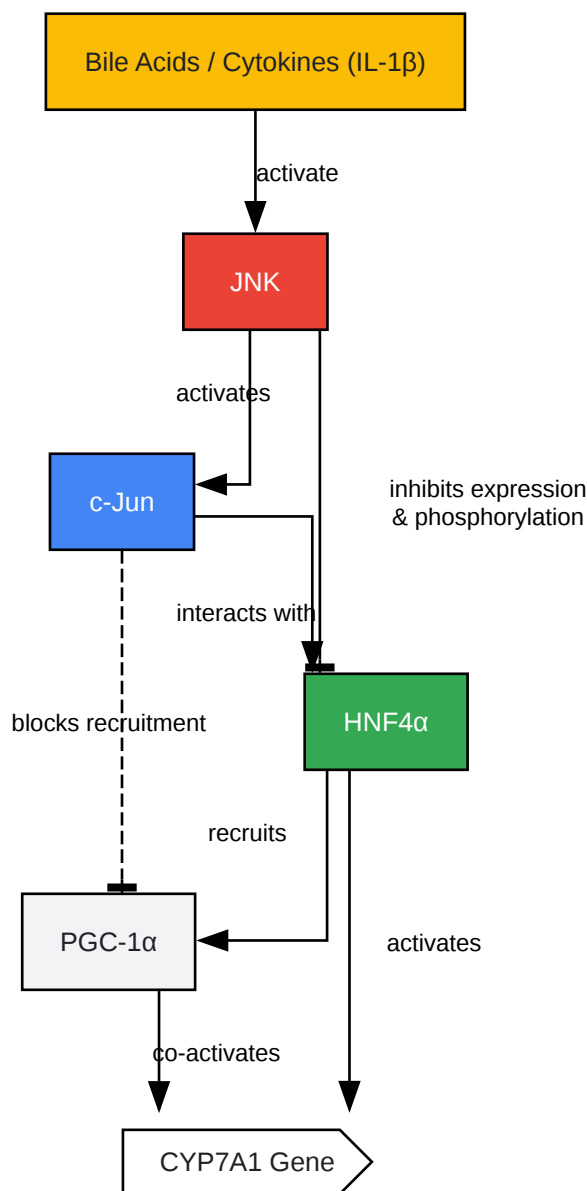 Bile Acids / Cytokines (IL-1β)
activate
JNK
activates
c-Jun
inhibits expression
& phosphorylation
interacts with
blocks recruitment
HNF4α
recruits
PGC-1α
activates
co-activates
CYP7A1 Gene